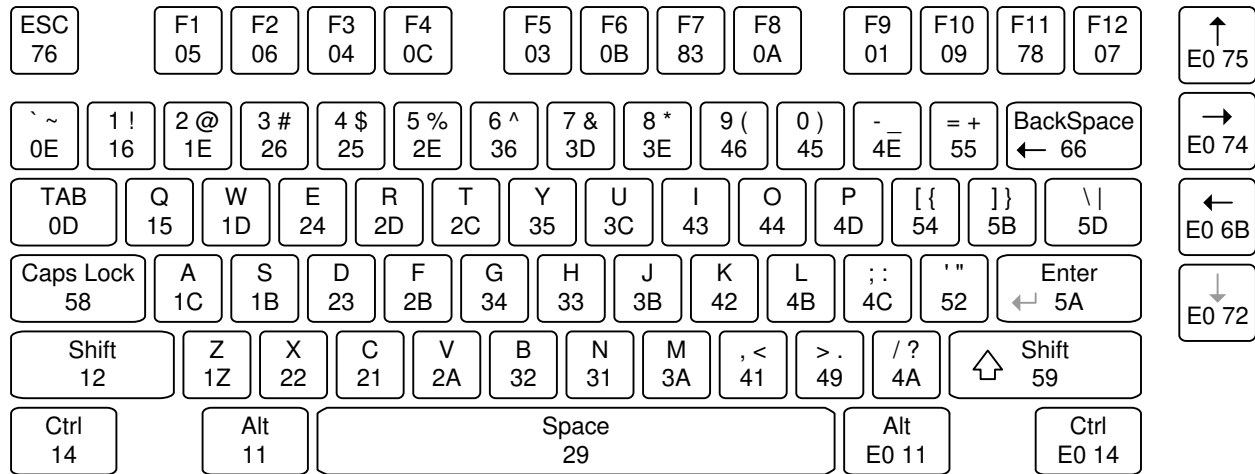 ESC F1 F2 F3 F4 F5 F6 F7 F8 F9 F10 F11 F12 ↑
76 05 06 04 0C 03 0B 83 0A 01 09 78 07 E0 75
` ~ 1 ! 2 @ 3 # 4 $ 5 % 6 ^ 7 & 8 * 9 ( 0 ) - _ = + BackSpace →
0E 16 1E 26 25 2E 36 3D 3E 46 45 4E 55 ← 66 E0 74
TAB Q W E R T Y U I O P [ { ] } \ | ←
0D 15 1D 24 2D 2C 35 3C 43 44 4D 54 5B 5D E0 6B
Caps Lock A S D F G H J K L ; : ' " Enter ↓
58 1C 1B 23 2B 34 33 3B 42 4B 4C 52 ↵ 5A E0 72
Shift Z X C V B N M , < > . / ? Shift
12 1Z 22 21 2A 32 31 3A 41 49 4A ⇧ 59
Ctrl Alt Space Alt Ctrl
14 11 29 E0 11 E0 14